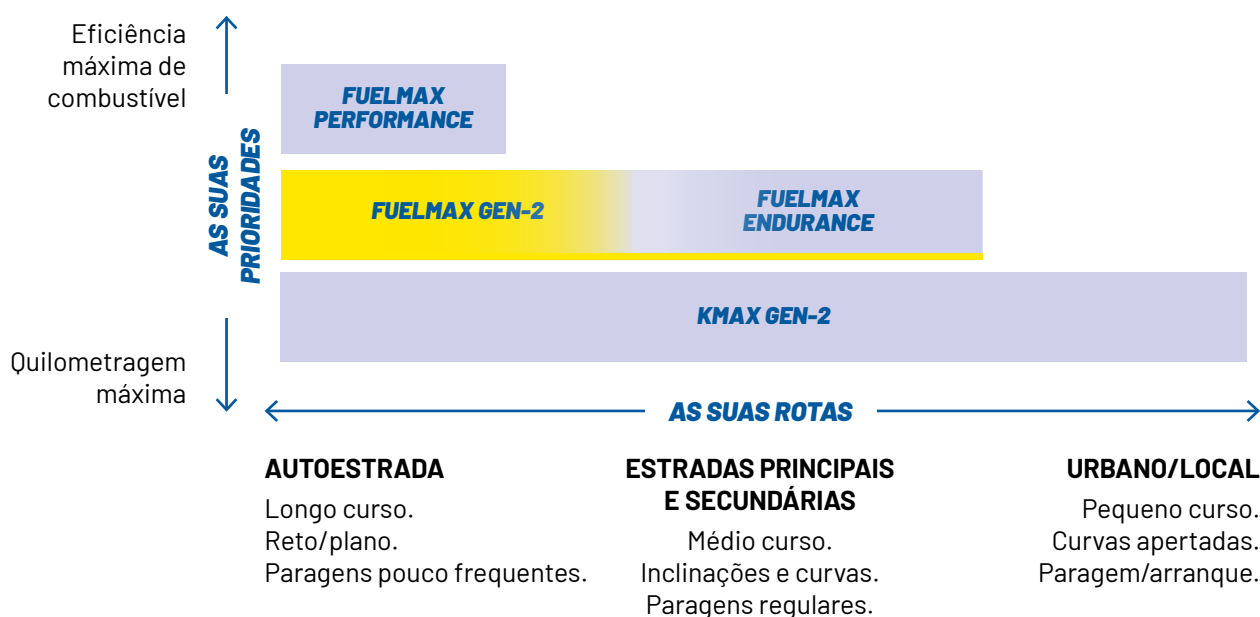 Eficiência
máxima de
combustível
AS SUAS
PRIORIDADES
Quilometragem
máxima
FUELMAX
PERFORMANCE
FUELMAX GEN-2
FUELMAX
ENDURANCE
KMAX GEN-2
AS SUAS ROTAS
AUTOESTRADA
Longo curso.
Reto/plano.
Paragens pouco frequentes.
ESTRADAS PRINCIPAIS
E SECUNDÁRIAS
Médio curso.
Inclinações e curvas.
Paragens regulares.
URBANO/LOCAL
Pequeno curso.
Curvas apertadas.
Paragem/arranque.